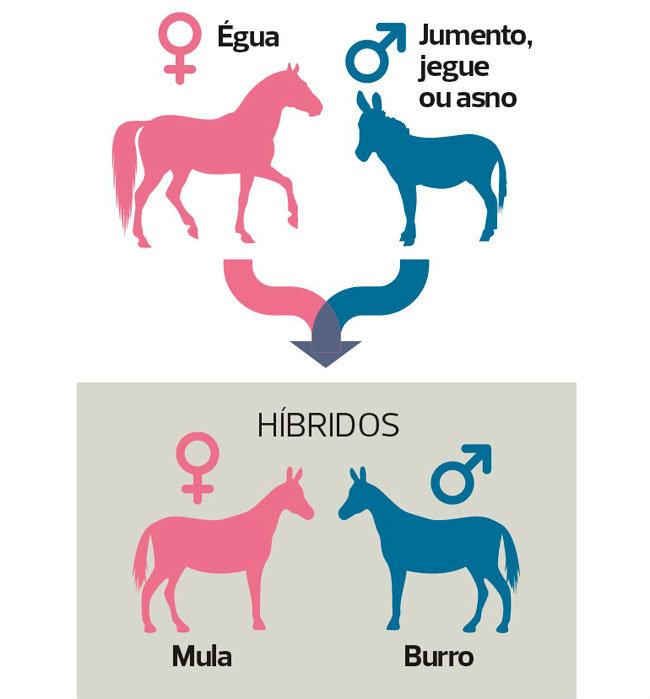 Égua
Jumento,
jegue
ou asno
HÍBRIDOS
Mula
Burro